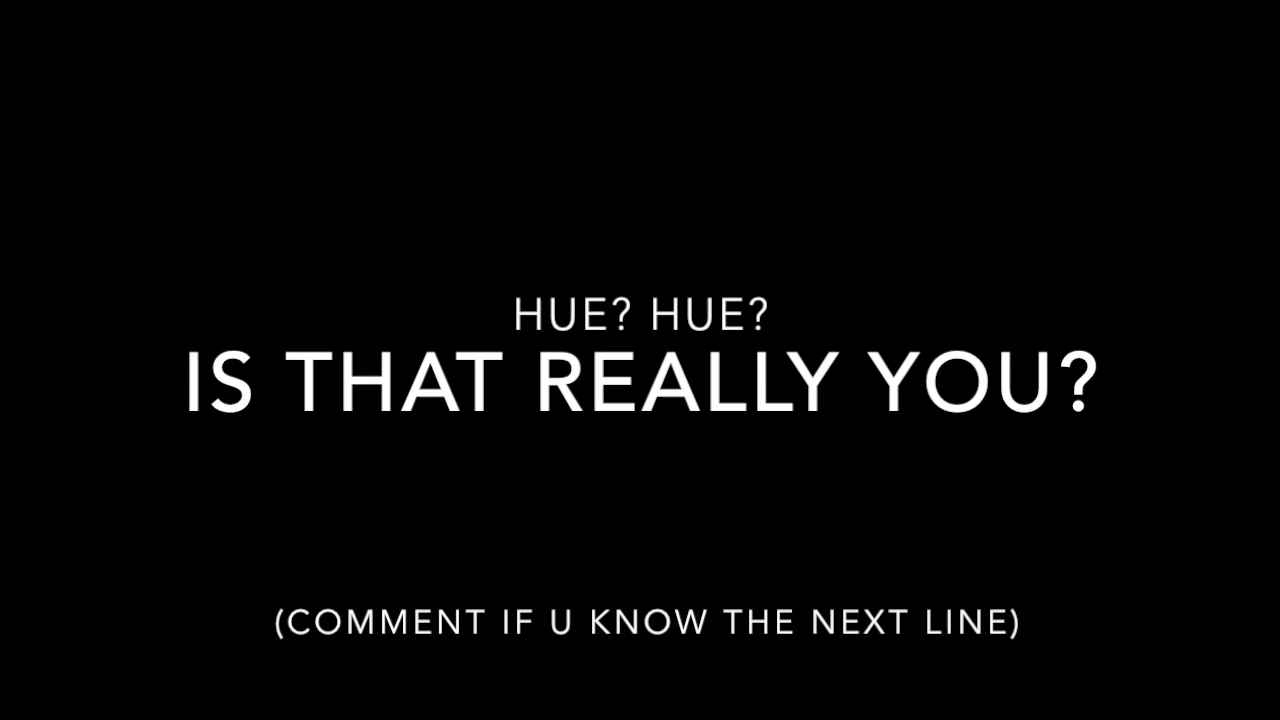 HUE? HUE?
IS THAT REALLY YOU?
(COMMENT IF U KNOW THE NEXT LINE)